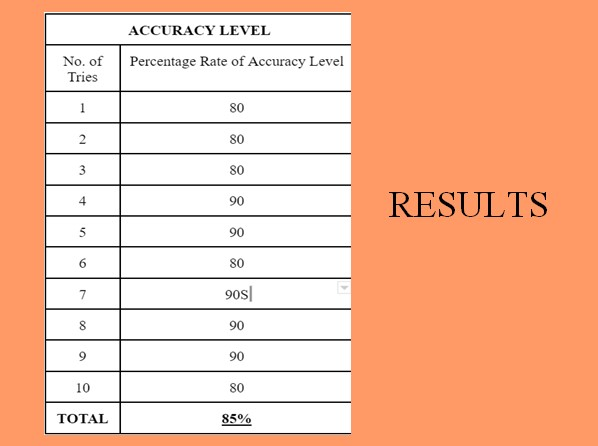 ACCURACY LEVEL
No. of Tries Percentage Rate of Accuracy Level
1 80
2 80
3 80
4 90
5 90
6 80
7 90S
8 90
9 90
10 80
TOTAL 85%
RESULTS